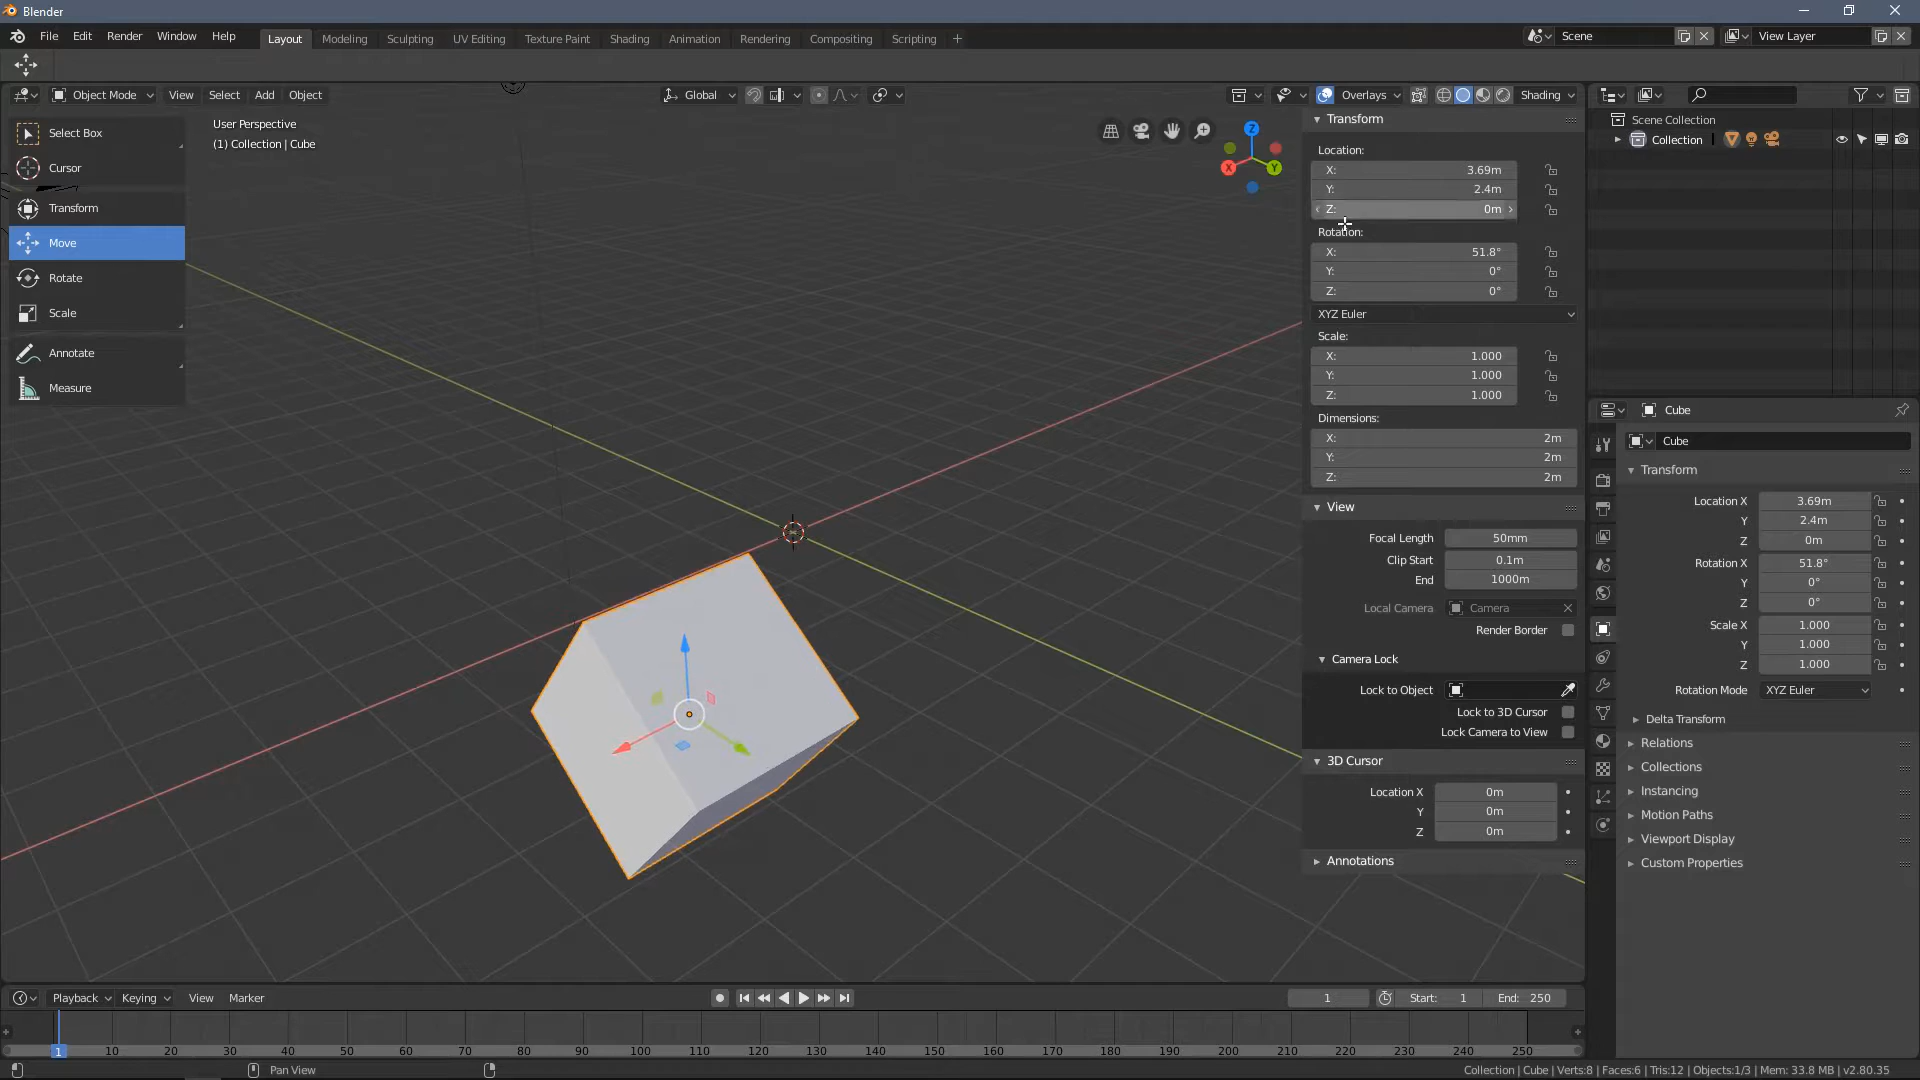 Blender
File Edit Render Window Help Layout Modeling Sculpting UV Editing Texture Paint Shading Animation Rendering Compositing Scripting + Scene View Layer
Object Mode View Select Add Object Global Overlays Shading
Select Box
Cursor
Transform
Move
Rotate
Scale
Annotate
Measure
User Perspective
(1) Collection | Cube
Z
X
Y
Transform
Location:
X: 3.69m
Y: 2.4m
Z: 0m
Rotation:
X: 51.8°
Y: 0°
Z: 0°
XYZ Euler
Scale:
X: 1.000
Y: 1.000
Z: 1.000
Dimensions:
X: 2m
Y: 2m
Z: 2m
View
Focal Length 50mm
Clip Start 0.1m
End 1000m
Local Camera Camera
Render Border
Camera Lock
Lock to Object
Lock to 3D Cursor
Lock Camera to View
3D Cursor
Location X 0m
Y 0m
Z 0m
Annotations
Scene Collection
Collection
Cube
Cube
Transform
Location X 3.69m
Y 2.4m
Z 0m
Rotation X 51.8°
Y 0°
Z 0°
Scale X 1.000
Y 1.000
Z 1.000
Rotation Mode XYZ Euler
Delta Transform
Relations
Collections
Instancing
Motion Paths
Viewport Display
Custom Properties
Playback Keying View Marker 1 Start: 1 End: 250
1 10 20 30 40 50 60 70 80 90 100 110 120 130 140 150 160 170 180 190 200 210 220 230 240 250
Pan View
Collection | Cube | Verts:8 | Faces:6 | Tris:12 | Objects:1/3 | Mem: 33.8 MB | v2.80.35